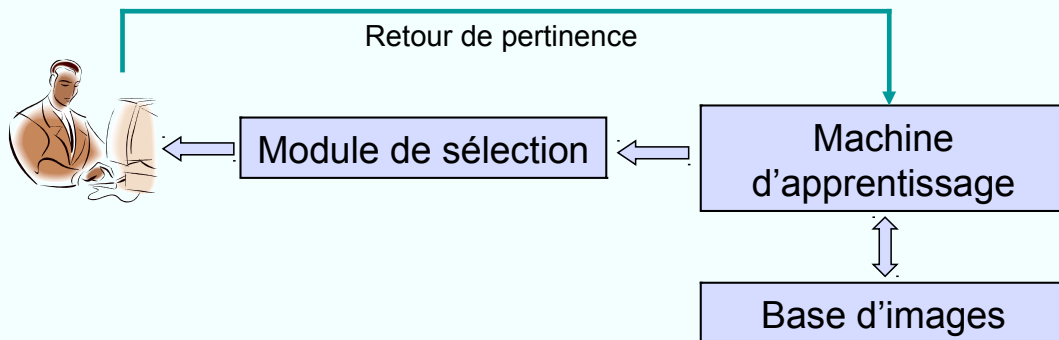 Retour de pertinence
Module de sélection
Machine
d’apprentissage
Base d’images